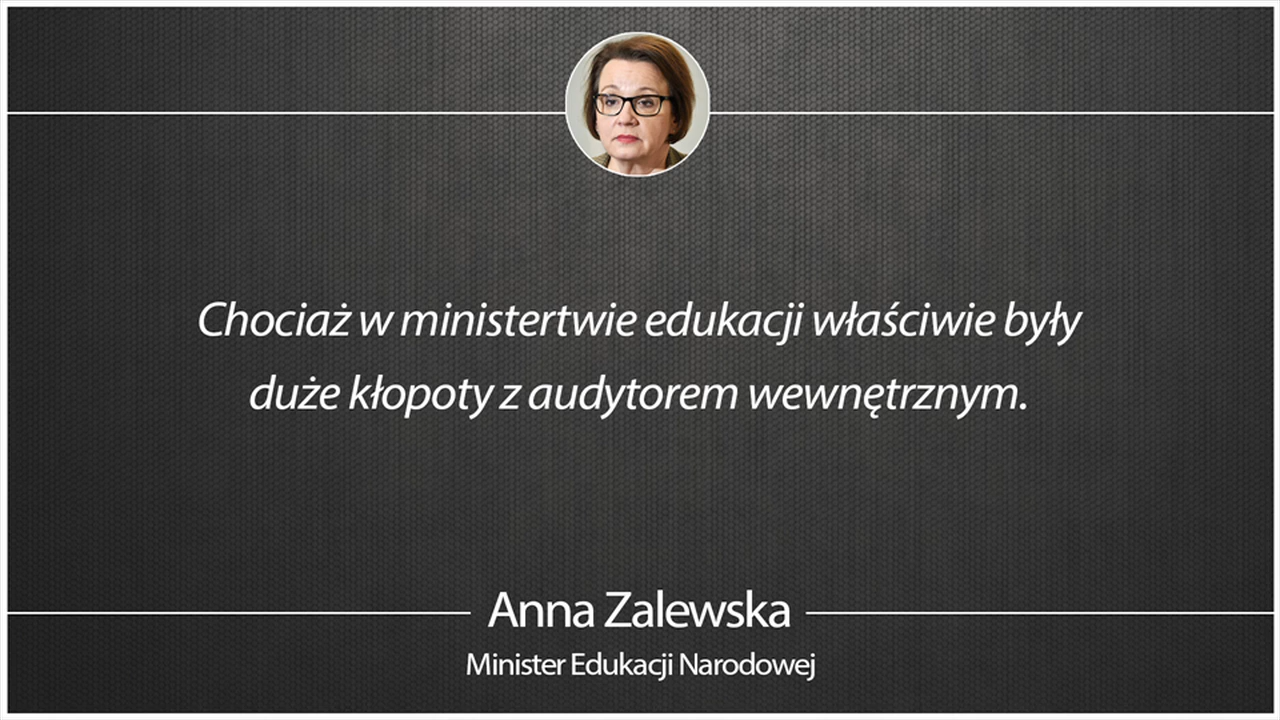 Chociaż w ministertwie edukacji właściwie były
duże kłopoty z audytorem wewnętrznym.
Anna Zalewska
Minister Edukacji Narodowej